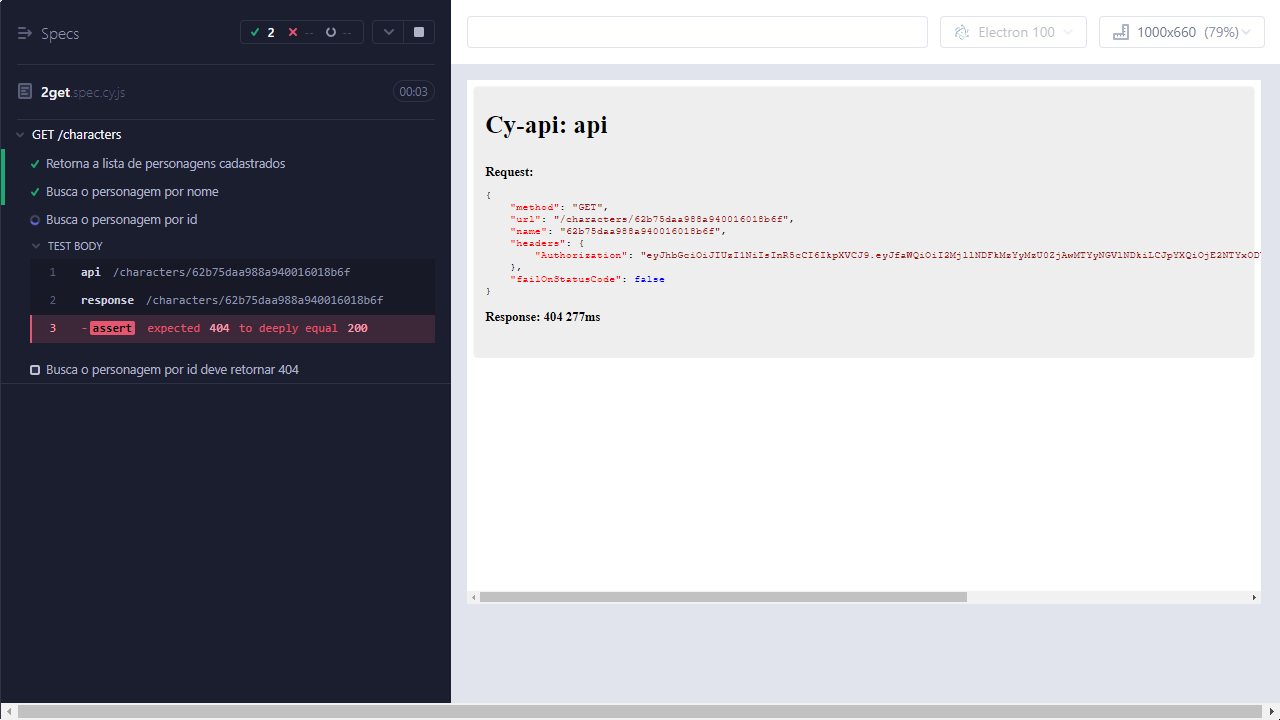 Specs
2 -- --
2get.spec.cy.js 00:03
GET /characters
Retorna a lista de personagens cadastrados
Busca o personagem por nome
Busca o personagem por id
TEST BODY
1 api /characters/62b75daa988a940016018b6f
2 response /characters/62b75daa988a940016018b6f
3 -assert expected 404 to deeply equal 200
Busca o personagem por id deve retornar 404
Electron 100
1000x660 (79%)
Cy-api: api
Request:
{
"method": "GET",
"url": "/characters/62b75daa988a940016018b6f",
"name": "62b75daa988a940016018b6f",
"headers": {
"Authorization":
},
"failOnStatusCode": false
}
Response: 404 277ms